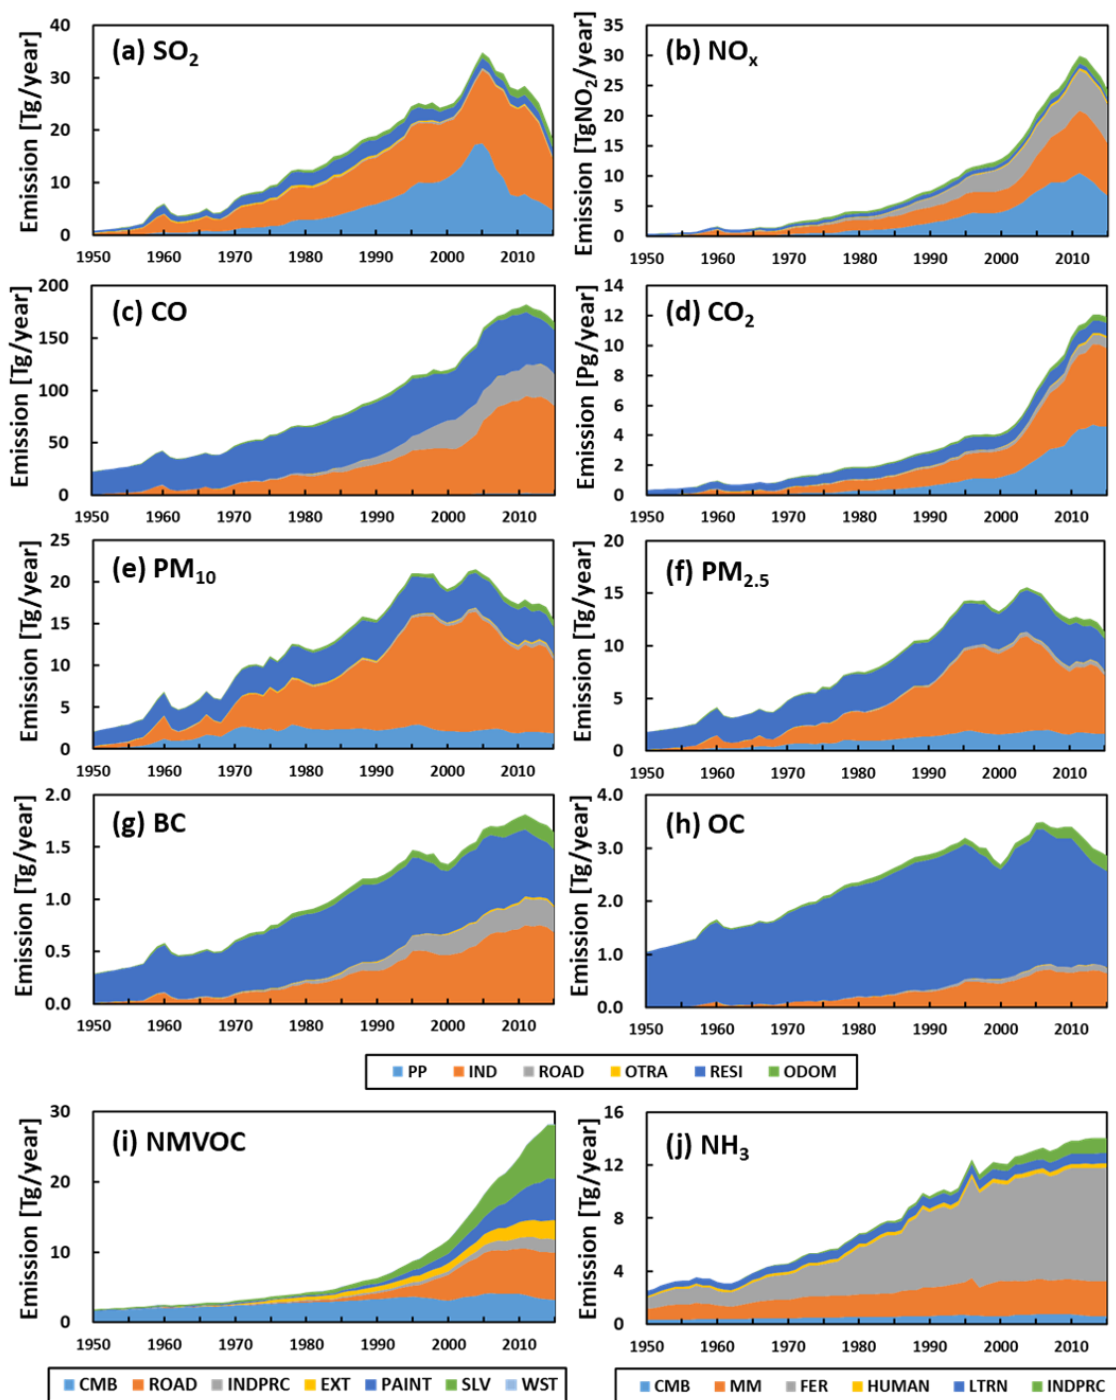 (a) SO2
Emission [Tg/year]
40
30
20
10
0
1950 1960 1970 1980 1990 2000 2010
(b) NOx
Emission [TgNO2/year]
35
30
25
20
15
10
5
0
1950 1960 1970 1980 1990 2000 2010
(c) CO
Emission [Tg/year]
200
150
100
50
0
1950 1960 1970 1980 1990 2000 2010
(d) CO2
Emission [Pg/year]
14
12
10
8
6
4
2
0
1950 1960 1970 1980 1990 2000 2010
(e) PM10
Emission [Tg/year]
25
20
15
10
5
0
1950 1960 1970 1980 1990 2000 2010
(f) PM2.5
Emission [Tg/year]
20
15
10
5
0
1950 1960 1970 1980 1990 2000 2010
(g) BC
Emission [Tg/year]
2.0
1.5
1.0
0.5
0.0
1950 1960 1970 1980 1990 2000 2010
(h) OC
Emission [Tg/year]
4.0
3.0
2.0
1.0
0.0
1950 1960 1970 1980 1990 2000 2010
PP IND ROAD OTRA RESI ODOM
(i) NMVOC
Emission [Tg/year]
30
20
10
0
1950 1960 1970 1980 1990 2000 2010
CMB ROAD INDPRC EXT PAINT SLV WST
(j) NH3
Emission [Tg/year]
16
12
8
4
0
1950 1960 1970 1980 1990 2000 2010
CMB MM FER HUMAN LTRN INDPRC